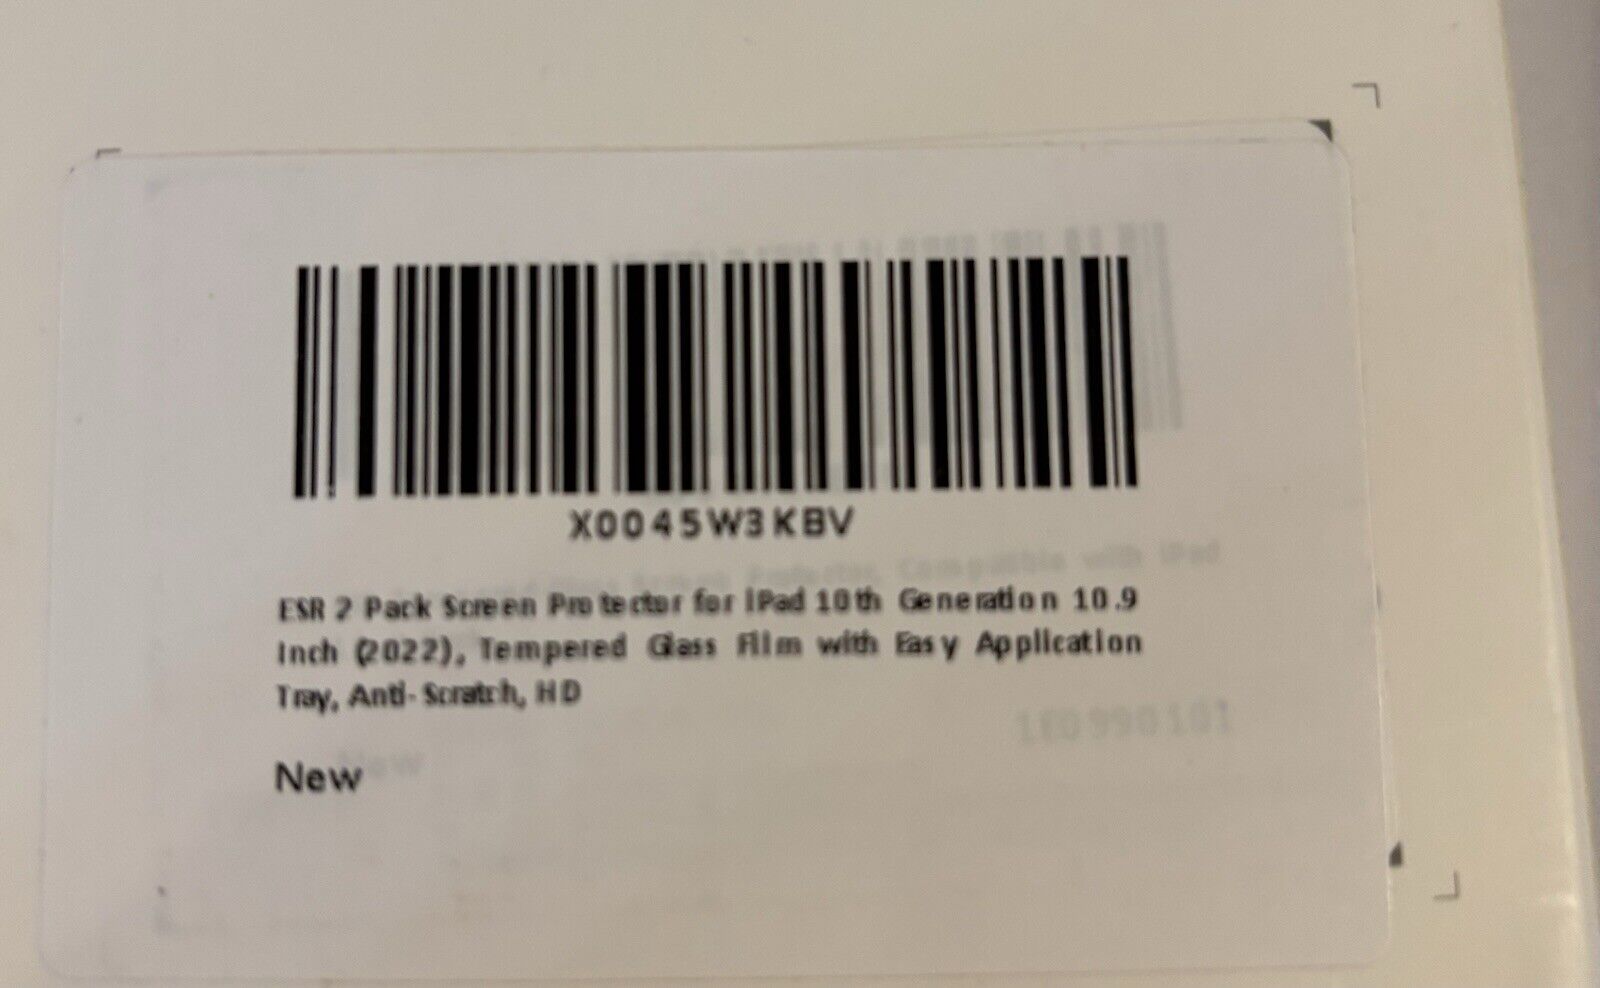 X0045W3KBV
ESR 2 Pack Screen Protector for iPad 10th Generation 10.9
Inch (2022), Tempered Glass Film with Easy Application
Tray, Anti-Scratch, HD
New